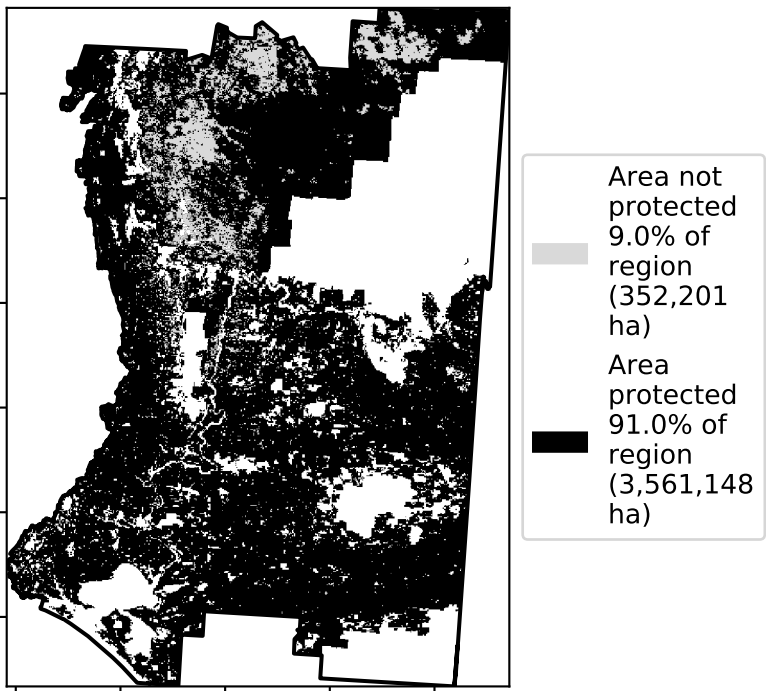 Area not
protected
9.0% of
region
(352,201
ha)
Area
protected
91.0% of
region
(3,561,148
ha)